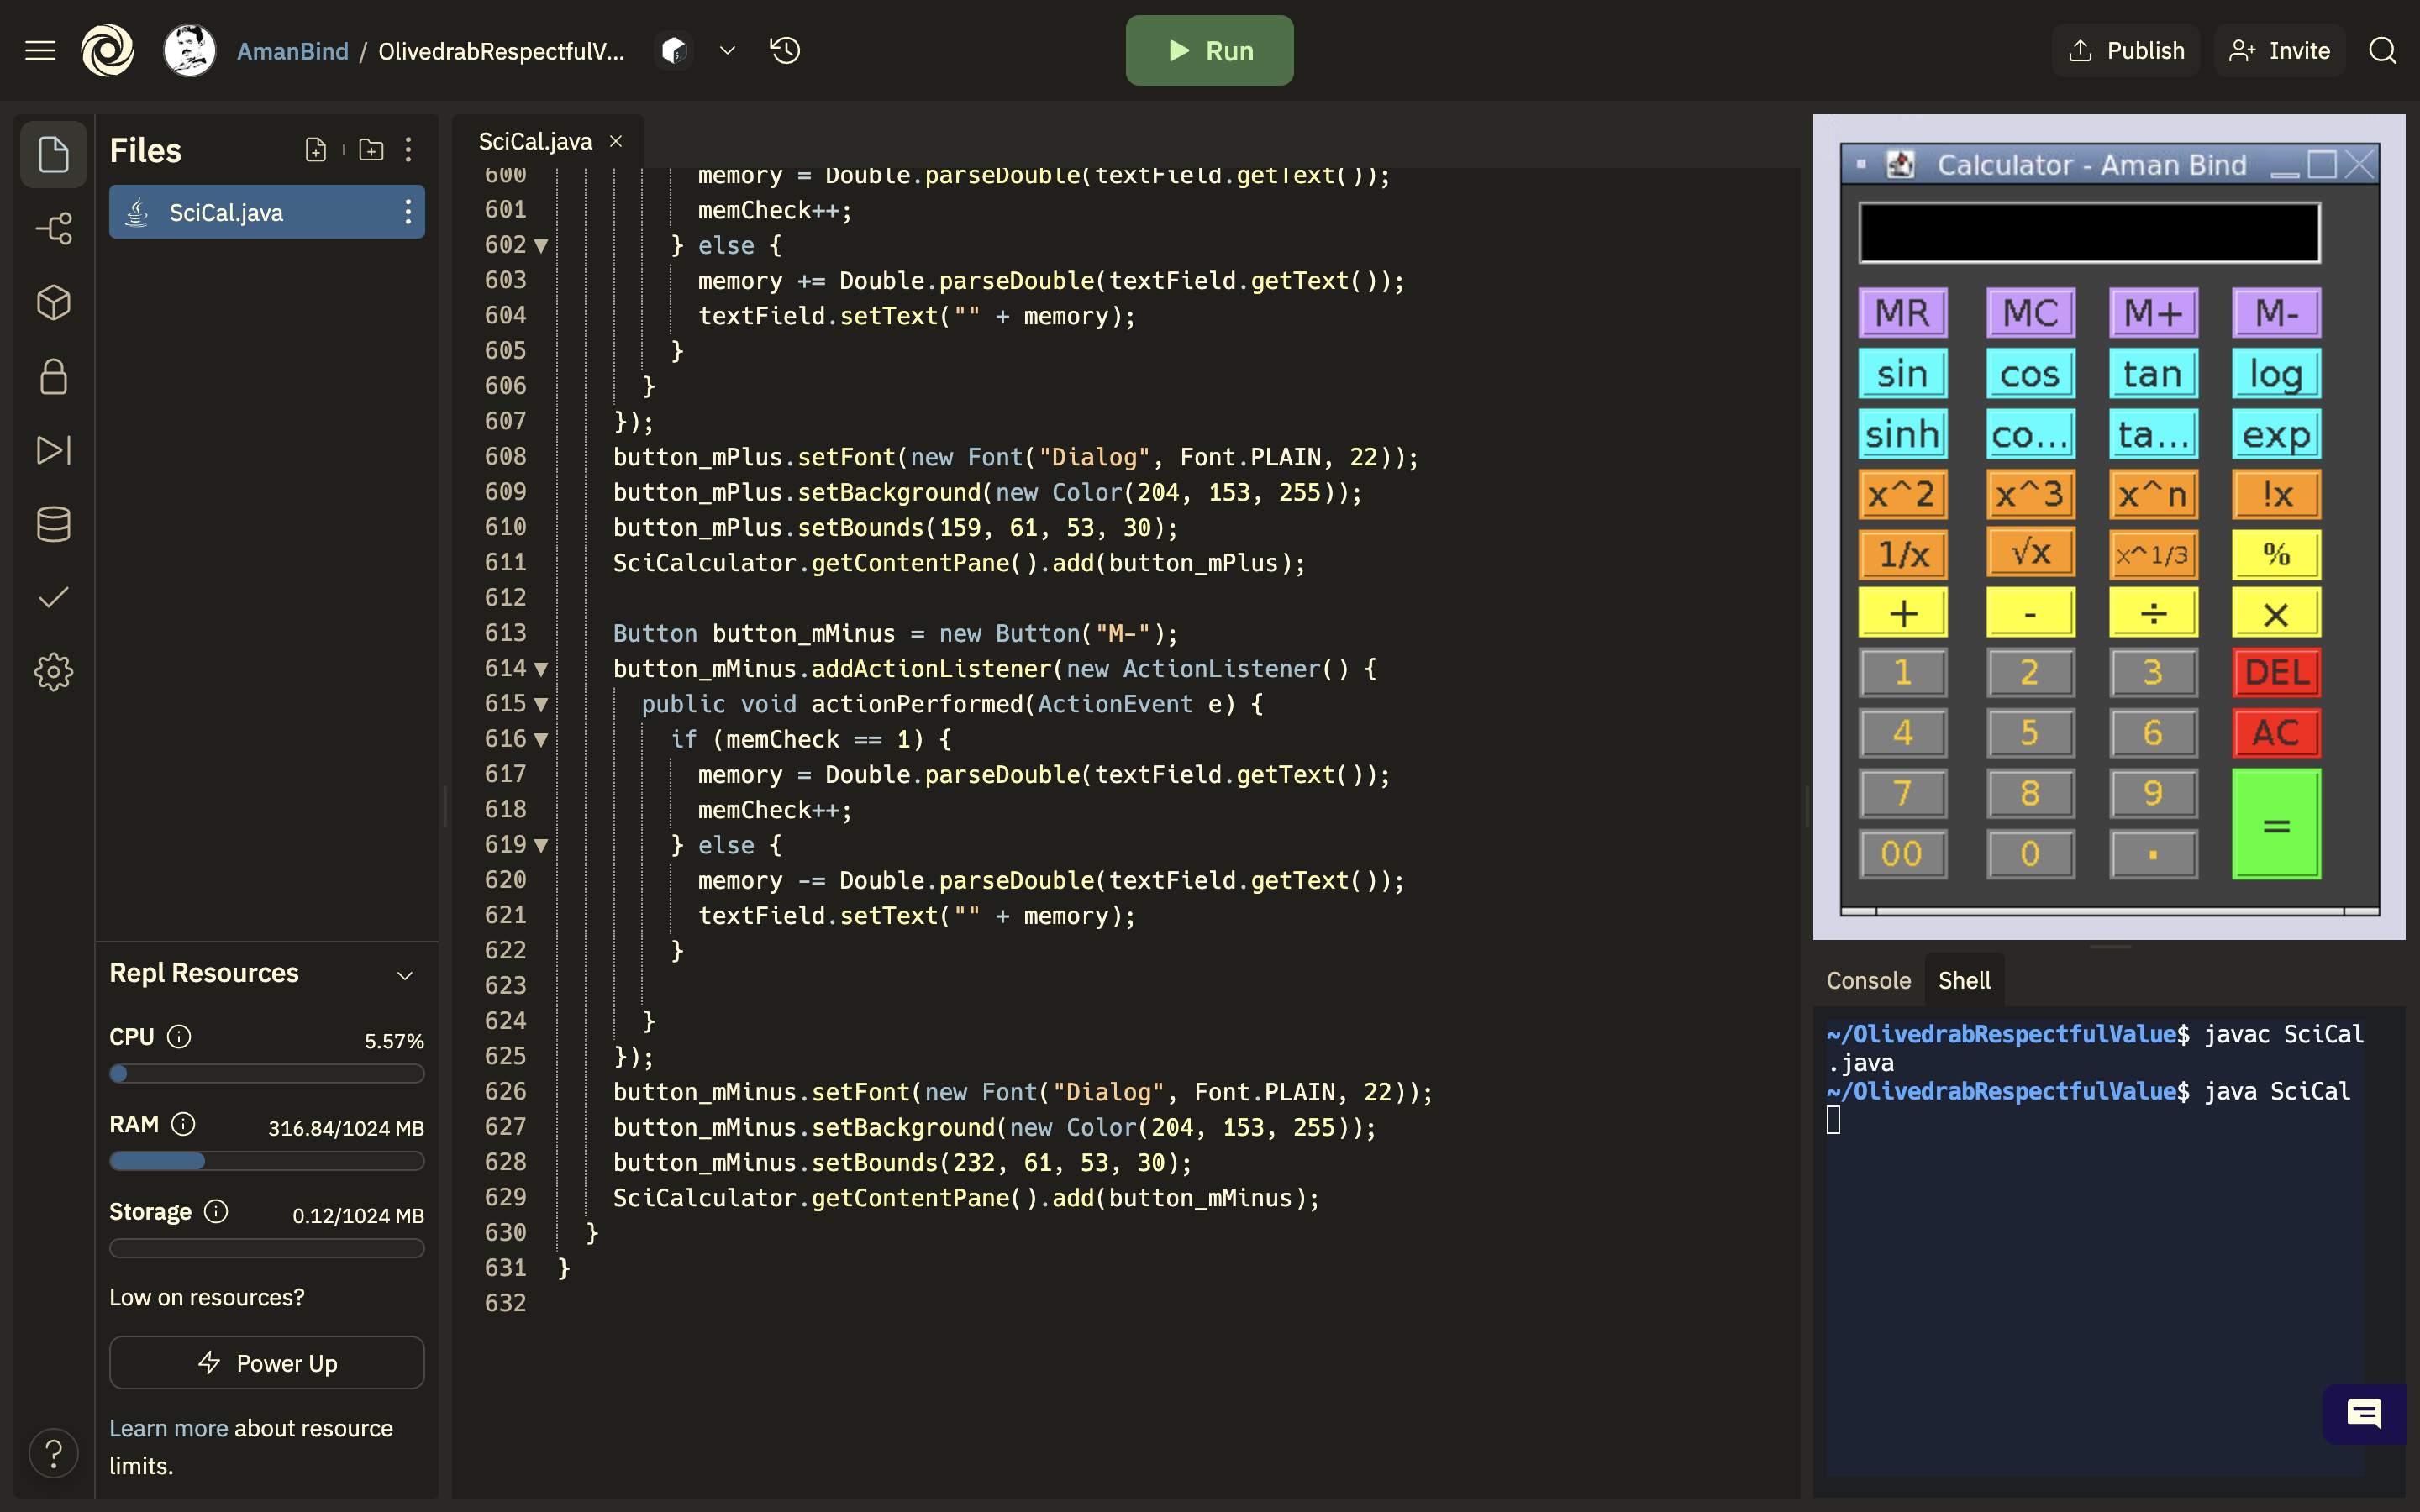 AmanBind / OlivedrabRespectfulV...
Run
Publish
Invite
Files
SciCal.java
Repl Resources
CPU
5.57%
RAM
316.84/1024 MB
Storage
0.12/1024 MB
Low on resources?
Power Up
Learn more about resource
limits.
?
SciCal.java ×
600 memory = Double.parseDouble(textField.getText());
601 memCheck++;
602 } else {
603 memory += Double.parseDouble(textField.getText());
604 textField.setText("" + memory);
605 }
606 }
607 });
608 button_mPlus.setFont(new Font("Dialog", Font.PLAIN, 22));
609 button_mPlus.setBackground(new Color(204, 153, 255));
610 button_mPlus.setBounds(159, 61, 53, 30);
611 SciCalculator.getContentPane().add(button_mPlus);
612
613 Button button_mMinus = new Button("M-");
614 button_mMinus.addActionListener(new ActionListener() {
615 public void actionPerformed(ActionEvent e) {
616 if (memCheck == 1) {
617 memory = Double.parseDouble(textField.getText());
618 memCheck++;
619 } else {
620 memory -= Double.parseDouble(textField.getText());
621 textField.setText("" + memory);
622 }
623
624 }
625 });
626 button_mMinus.setFont(new Font("Dialog", Font.PLAIN, 22));
627 button_mMinus.setBackground(new Color(204, 153, 255));
628 button_mMinus.setBounds(232, 61, 53, 30);
629 SciCalculator.getContentPane().add(button_mMinus);
630 }
631 }
632
Calculator - Aman Bind
MR MC M+ M-
sin cos tan log
sinh co... ta... exp
x^2 x^3 x^n !x
1/x √x x^1/3 %
+ - ÷ ×
1 2 3 DEL
4 5 6 AC
7 8 9 =
00 0 .
Console Shell
~/OlivedrabRespectfulValue$ javac SciCal
.java
~/OlivedrabRespectfulValue$ java SciCal